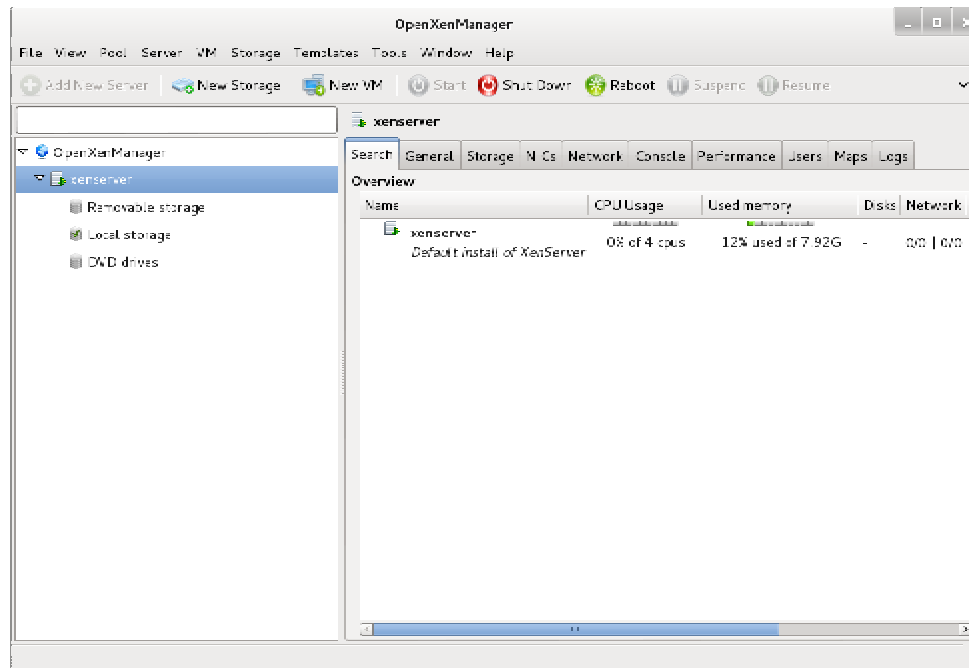 OpenXenManager
File View Pool Server VM Storage Templates Tools Window Help
Add New Server New Storage New VM Start Shut Down Reboot Suspend Resume
xenserver
OpenXenManager
Search General Storage NICs Network Console Performance Users Maps Logs
xenserver
Overview
Removable storage
Name CPU Usage Used memory Disks Network
Local storage
xenserver 0% of 4 cpus 12% used of 7.92G - 0/0 | 0/0
Default install of XenServer
DVD drives